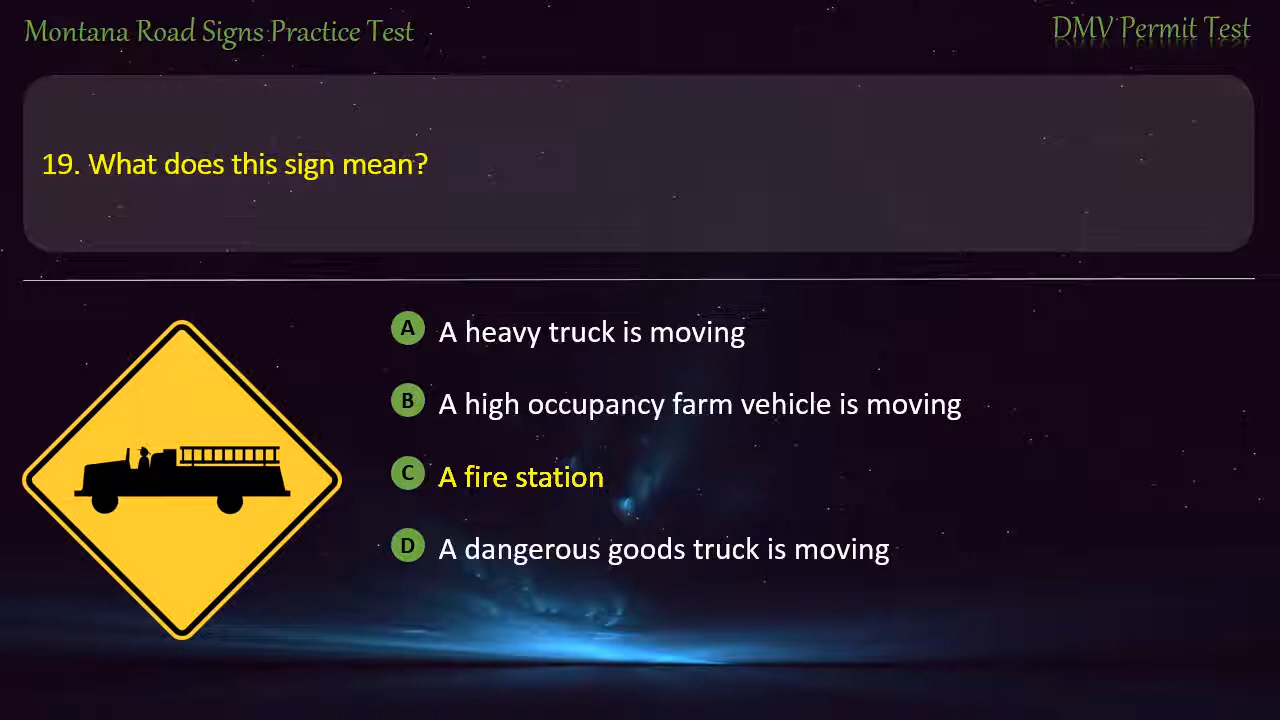 Montana Road Signs Practice Test
DMV Permit Test
19. What does this sign mean?
A A heavy truck is moving
B A high occupancy farm vehicle is moving
C A fire station
D A dangerous goods truck is moving